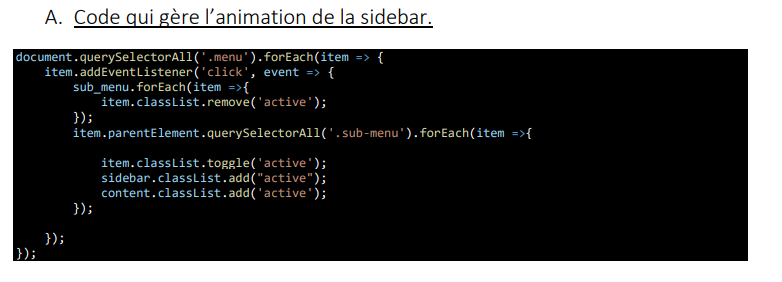 A. Code qui gère l’animation de la sidebar.
document.querySelectorAll('.menu').forEach(item => {
    item.addEventListener('click', event => {
        sub_menu.forEach(item =>{
            item.classList.remove('active');
        });
        item.parentElement.querySelectorAll('.sub-menu').forEach(item =>{
            item.classList.toggle('active');
            sidebar.classList.add("active");
            content.classList.add('active');
        });
    });
});